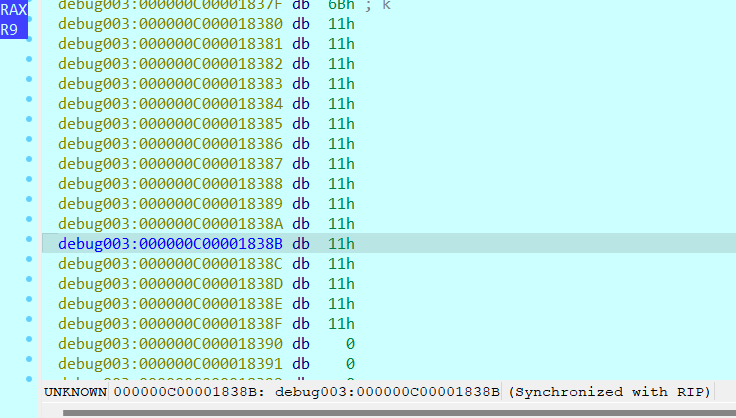 RAX
R9
debug003:000000C00001837F db 6Bh ; k
debug003:000000C000018380 db 11h
debug003:000000C000018381 db 11h
debug003:000000C000018382 db 11h
debug003:000000C000018383 db 11h
debug003:000000C000018384 db 11h
debug003:000000C000018385 db 11h
debug003:000000C000018386 db 11h
debug003:000000C000018387 db 11h
debug003:000000C000018388 db 11h
debug003:000000C000018389 db 11h
debug003:000000C00001838A db 11h
debug003:000000C00001838B db 11h
debug003:000000C00001838C db 11h
debug003:000000C00001838D db 11h
debug003:000000C00001838E db 11h
debug003:000000C00001838F db 11h
debug003:000000C000018390 db 0
debug003:000000C000018391 db 0
UNKNOWN 000000C00001838B: debug003:000000C00001838B (Synchronized with RIP)